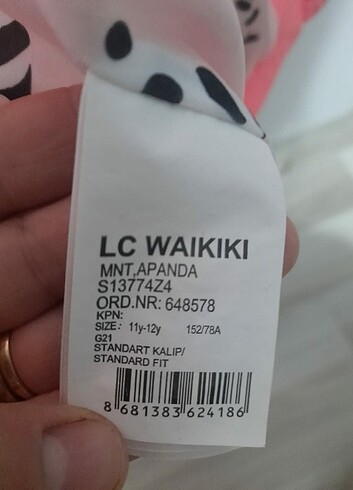 LC WAIKIKI
MNT,APANDA
S13774Z4
ORD.NR: 648578
KPN:
SIZE: 11y-12y 152/78A
G21
STANDART KALIP/
STANDARD FIT
8 681383 624186